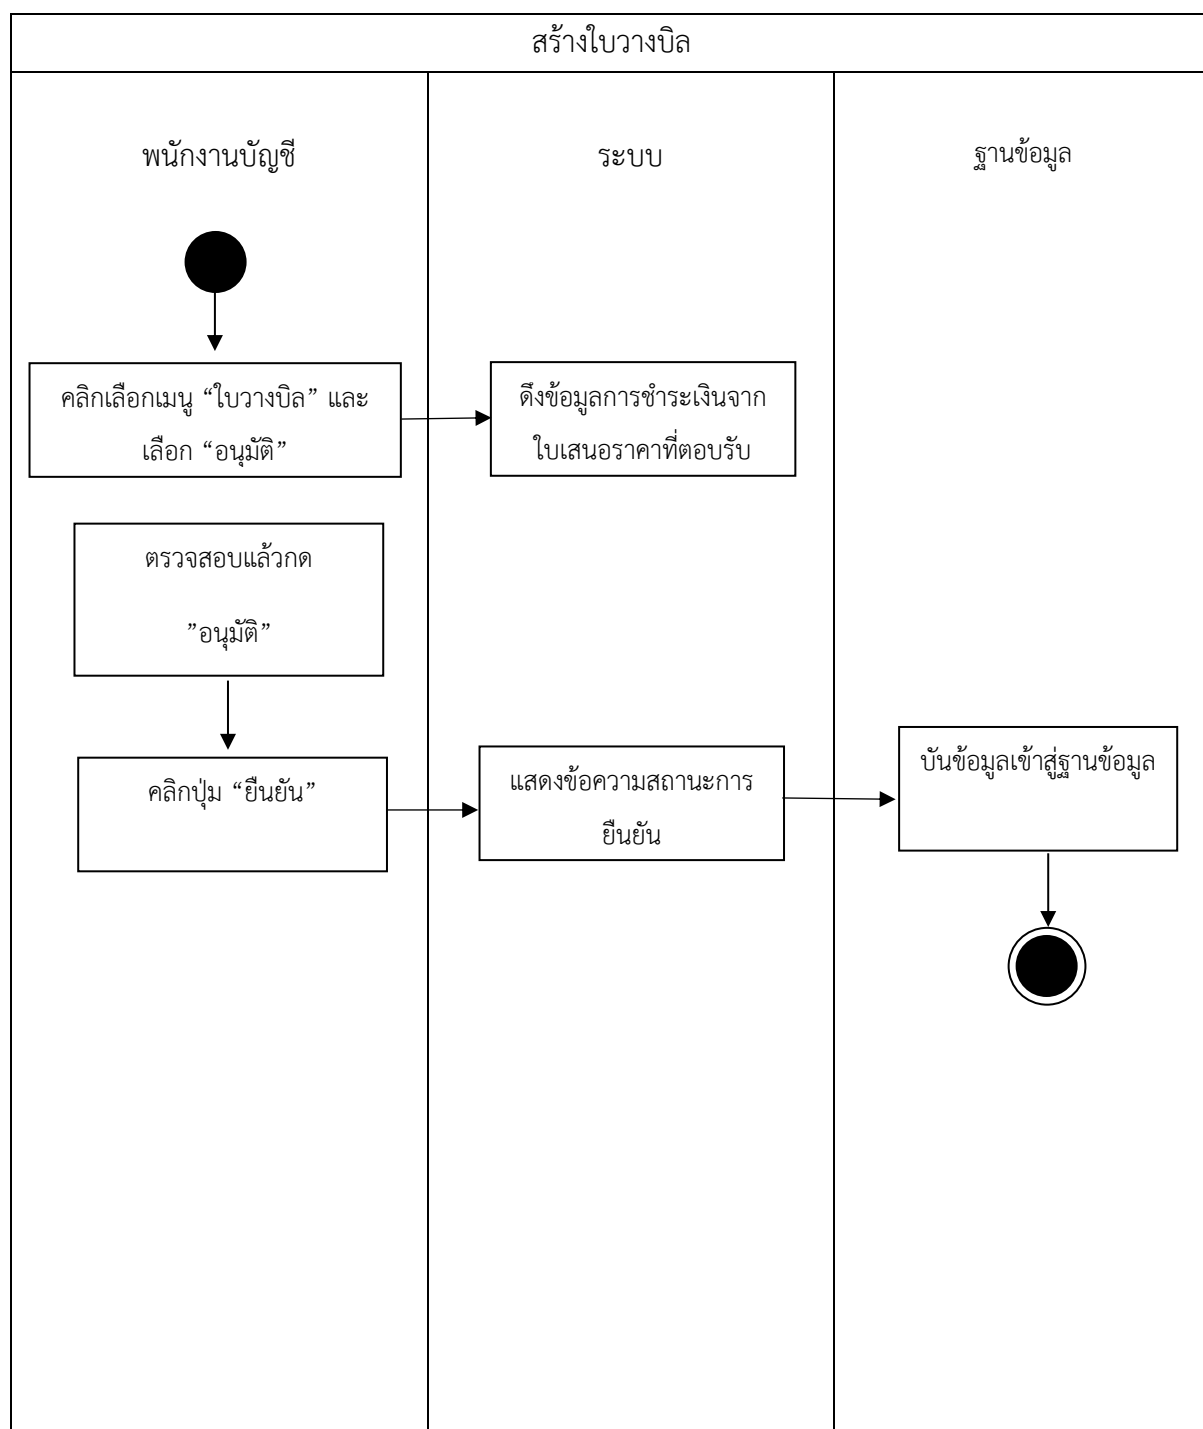 สร้างใบวางบิล
พนักงานบัญชี
ระบบ
ฐานข้อมูล
คลิกเลือกเมนู “ใบวางบิล” และ
เลือก “อนุมัติ”
ดึงข้อมูลการชำระเงินจาก
ใบเสนอราคาที่ตอบรับ
ตรวจสอบแล้วกด
”อนุมัติ”
คลิกปุ่ม “ยืนยัน”
แสดงข้อความสถานะการ
ยืนยัน
บันข้อมูลเข้าสู่ฐานข้อมูล